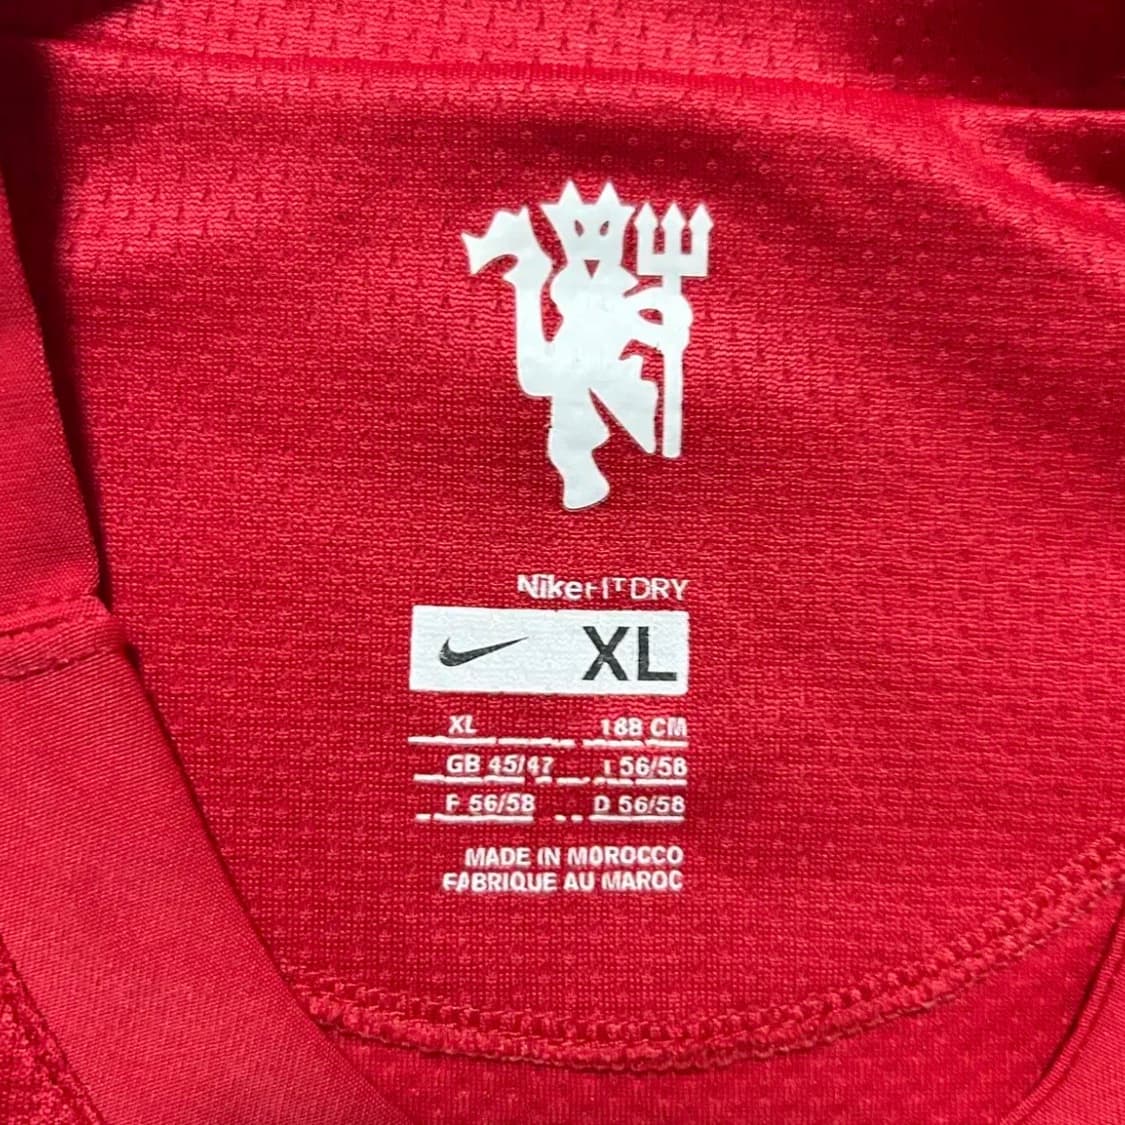 NikeFIT DRY
XL
XL 188 CM
GB 45/47 I 56/58
F 56/58 D 56/58
MADE IN MOROCCO
FABRIQUE AU MAROC